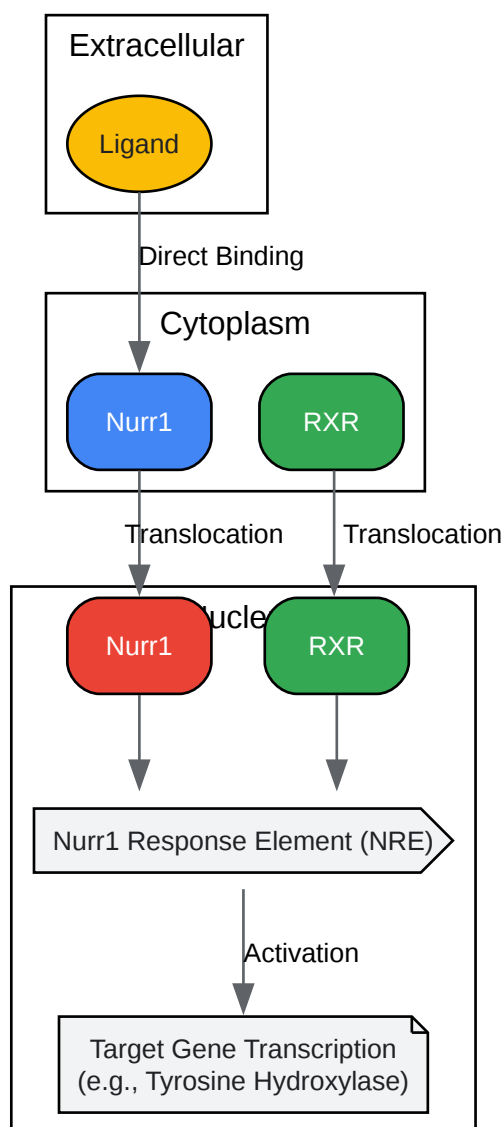 Extracellular
Ligand
Direct Binding
Cytoplasm
Nurr1
RXR
Translocation
Translocation
Nurr1
RXR
Nurr1 Response Element (NRE)
Activation
Target Gene Transcription
(e.g., Tyrosine Hydroxylase)